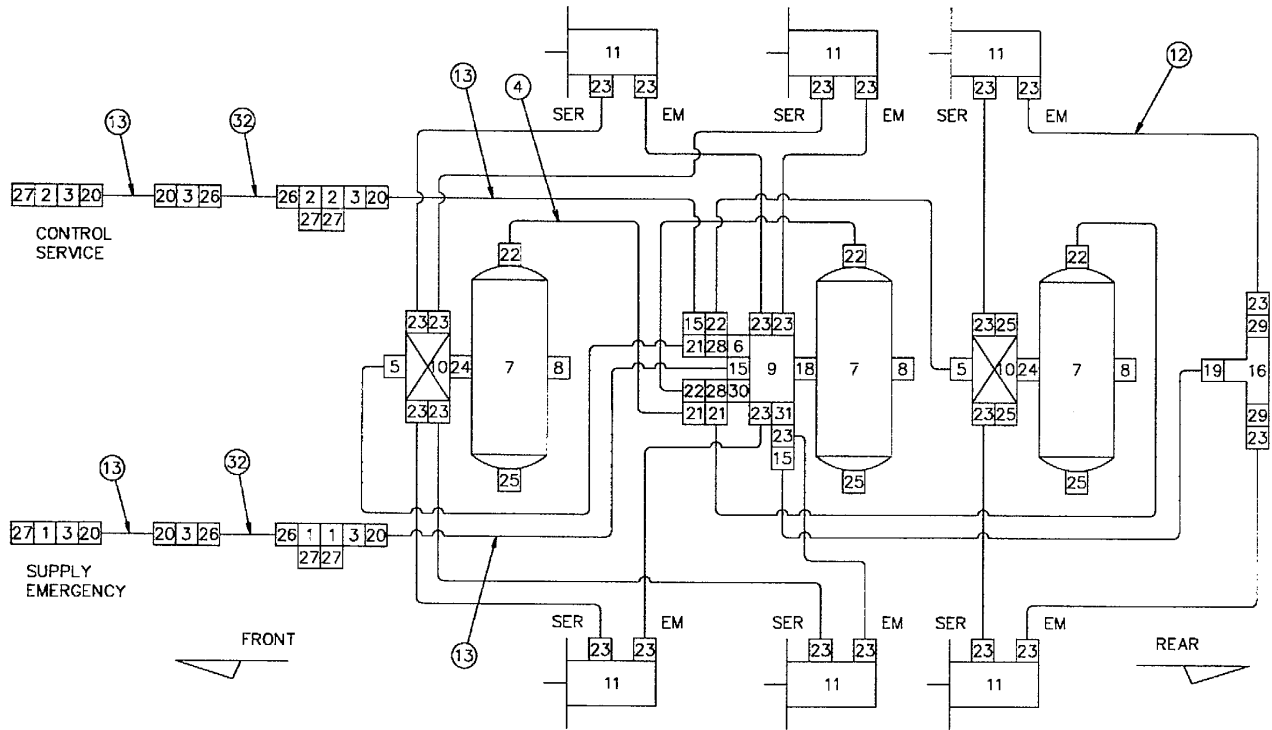 11 11 11
23 23 23 23 23 23
SER EM SER EM SER EM
13 32 4 13 12
27 2 3 20 20 3 26 26 2 2 3 20
27 27
CONTROL
SERVICE
22 22 22
23 23 15 22 23 23 23 25 23
21 28 6 29
5 10 24 7 8 15 9 18 7 8 5 10 24 7 8 19 16
22 28 30
23 23 21 21 23 31 23 25 29
23 23
15
25 25 25
13 32
27 1 3 20 20 3 26 26 1 1 3 20
27 27
SUPPLY
EMERGENCY
13
SER EM SER EM SER EM
FRONT REAR
23 23 23 23 23 23
11 11 11